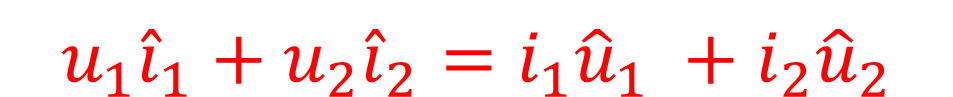 u₁î₁ + u₂î₂ = i₁û₁ + i₂û₂